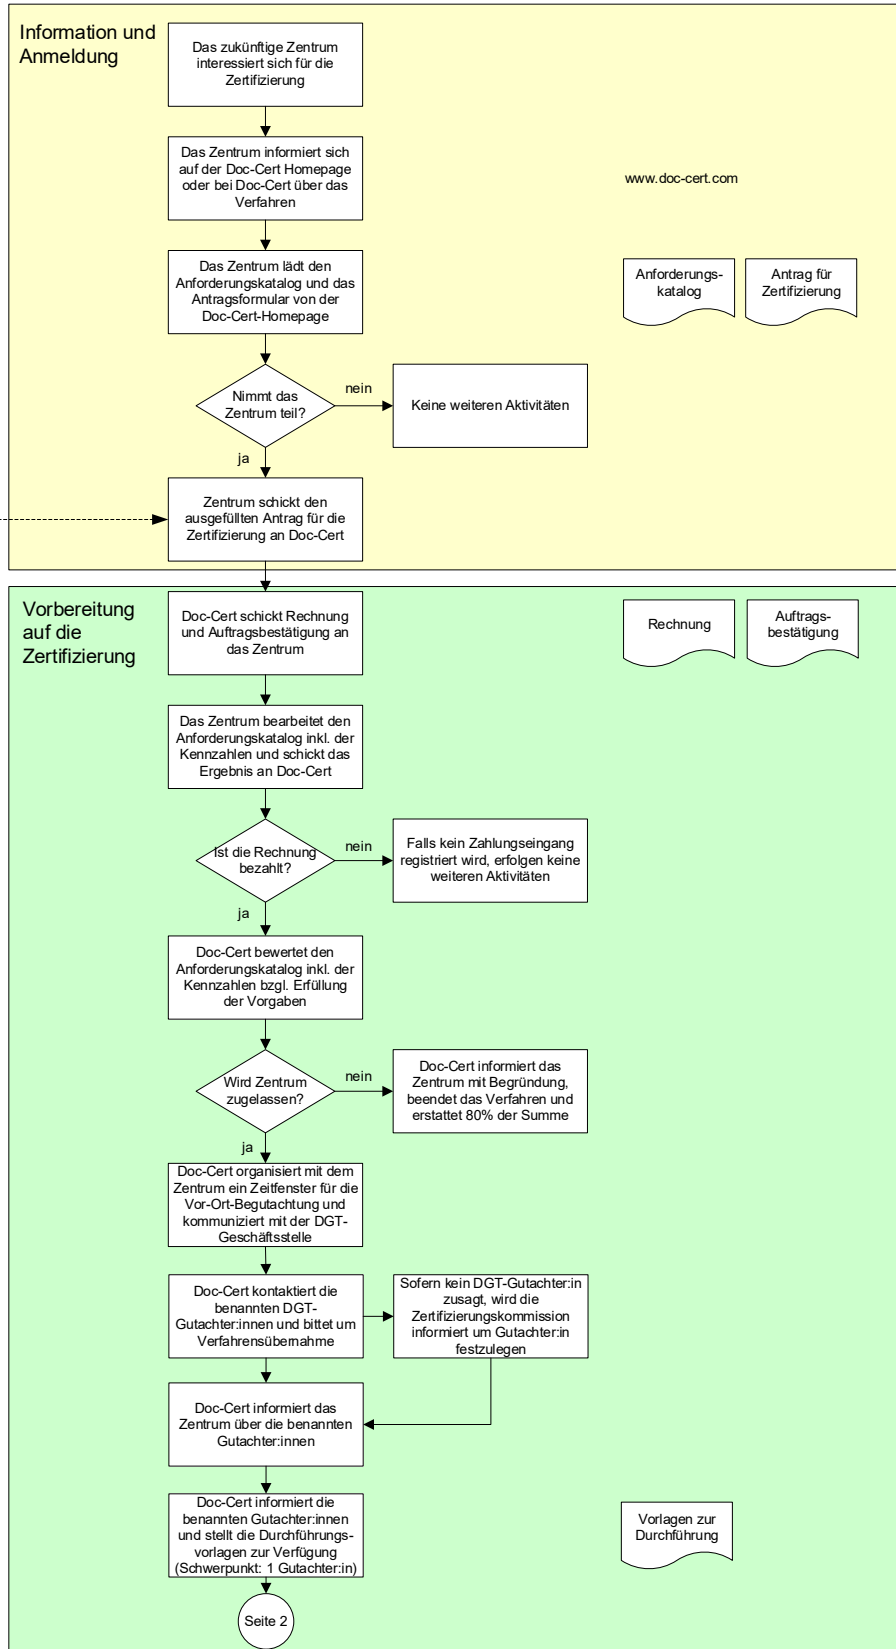 Information und
Anmeldung
Das zukünftige Zentrum
interessiert sich für die
Zertifizierung
Das Zentrum informiert sich
auf der Doc-Cert Homepage
oder bei Doc-Cert über das
Verfahren
www.doc-cert.com
Das Zentrum lädt den
Anforderungskatalog und das
Antragsformular von der
Doc-Cert-Homepage
Anforderungs-
katalog
Antrag für
Zertifizierung
Nimmt das
Zentrum teil?
nein
Keine weiteren Aktivitäten
ja
Zentrum schickt den
ausgefüllten Antrag für die
Zertifizierung an Doc-Cert
Vorbereitung
auf die
Zertifizierung
Doc-Cert schickt Rechnung
und Auftragsbestätigung an
das Zentrum
Rechnung
Auftrags-
bestätigung
Das Zentrum bearbeitet den
Anforderungskatalog inkl. der
Kennzahlen und schickt das
Ergebnis an Doc-Cert
Ist die Rechnung
bezahlt?
nein
Falls kein Zahlungseingang
registriert wird, erfolgen keine
weiteren Aktivitäten
ja
Doc-Cert bewertet den
Anforderungskatalog inkl. der
Kennzahlen bzgl. Erfüllung
der Vorgaben
Wird Zentrum
zugelassen?
nein
Doc-Cert informiert das
Zentrum mit Begründung,
beendet das Verfahren und
erstattet 80% der Summe
ja
Doc-Cert organisiert mit dem
Zentrum ein Zeitfenster für die
Vor-Ort-Begutachtung und
kommuniziert mit der DGT-
Geschäftsstelle
Doc-Cert kontaktiert die
benannten DGT-
Gutachter:innen und bittet um
Verfahrensübernahme
Sofern kein DGT-Gutachter:in
zusagt, wird die
Zertifizierungskommission
informiert um Gutachter:in
festzulegen
Doc-Cert informiert das
Zentrum über die benannten
Gutachter:innen
Doc-Cert informiert die
benannten Gutachter:innen
und stellt die Durchführungs-
vorlagen zur Verfügung
(Schwerpunkt: 1 Gutachter:in)
Vorlagen zur
Durchführung
Seite 2